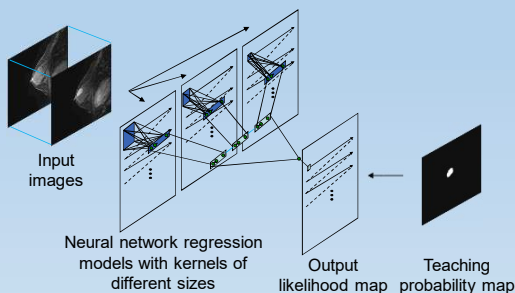 Input
images
Neural network regression
models with kernels of
different sizes
Output
likelihood map
Teaching
probability map